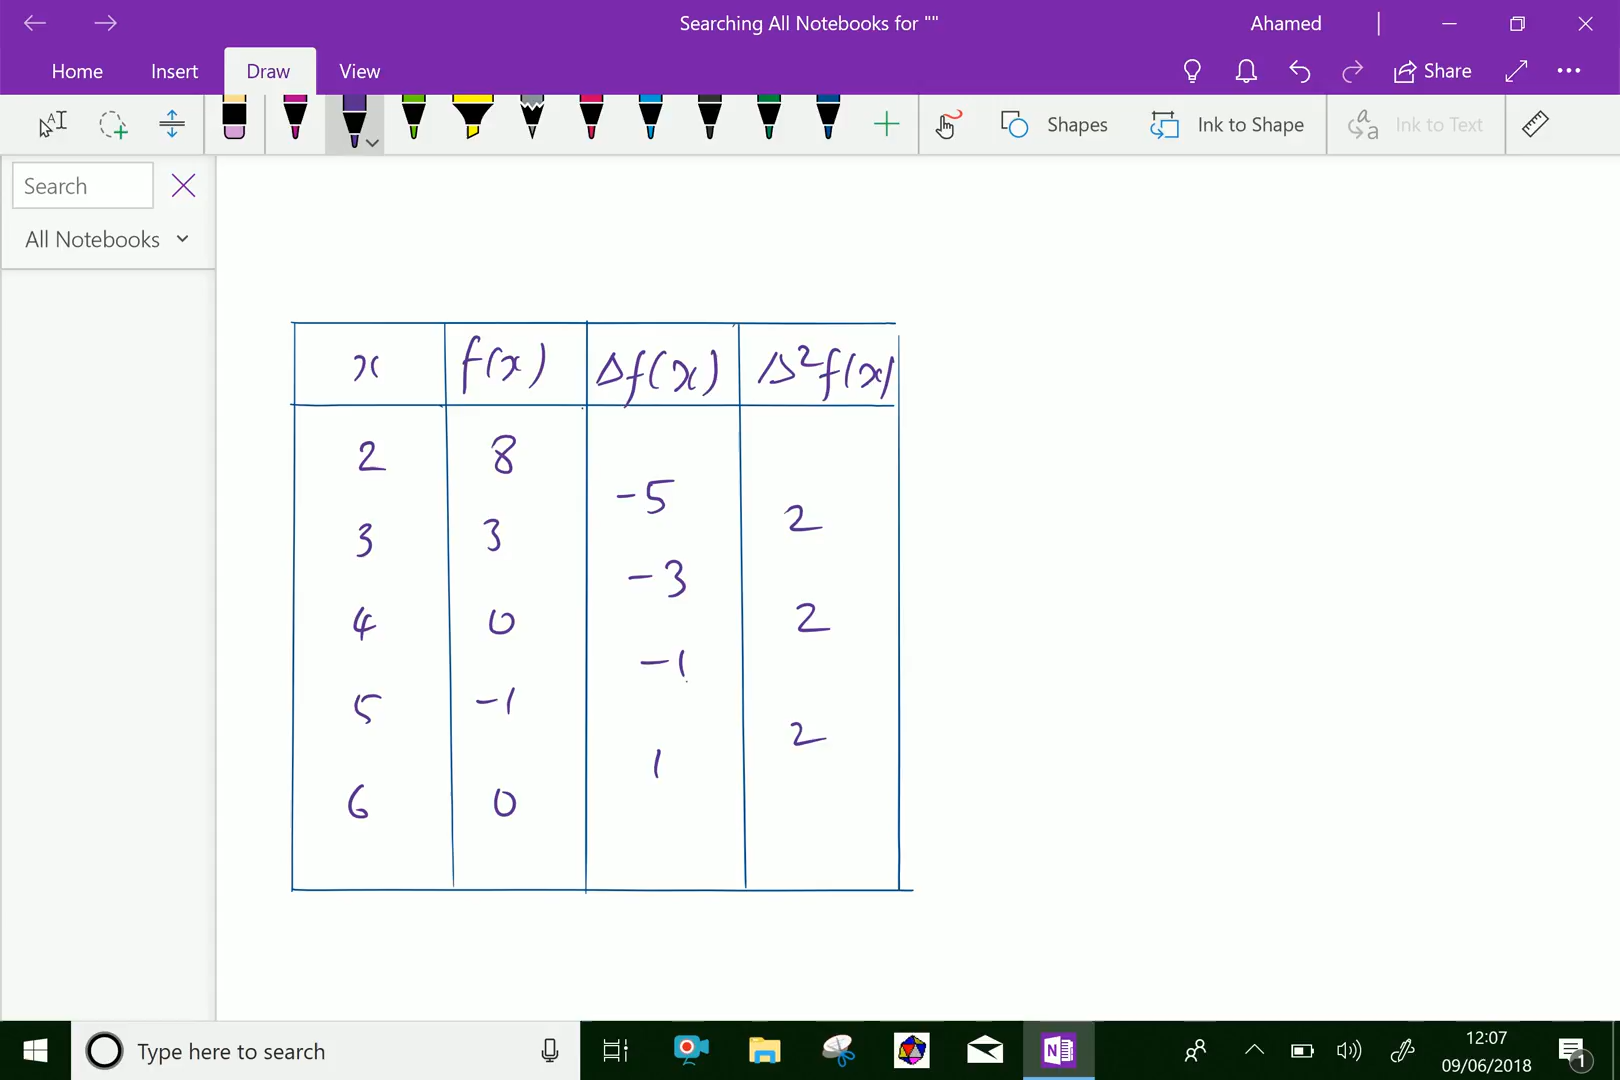 Searching All Notebooks for ""
Ahamed
Home Insert Draw View
Share
Shapes Ink to Shape Ink to Text
Search
All Notebooks
x f(x) Δf(x) Δ²f(x)
2 8
-5
2
3 3
-3
2
4 0
-1
5 -1
2
1
6 0
Type here to search
12:07
09/06/2018
1